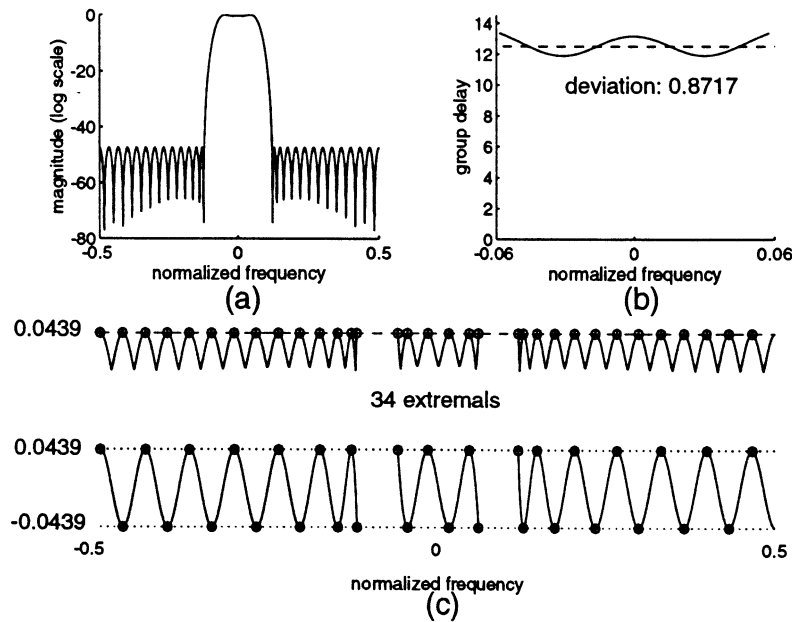 0
-20
-40
-60
-80
magnitude (log scale)
-0.5
0
0.5
normalized frequency
(a)
14
12
10
8
6
4
2
0
group delay
deviation: 0.8717
-0.06
0
0.06
normalized frequency
(b)
0.0439
34 extremals
0.0439
-0.0439
-0.5
0
0.5
normalized frequency
(c)